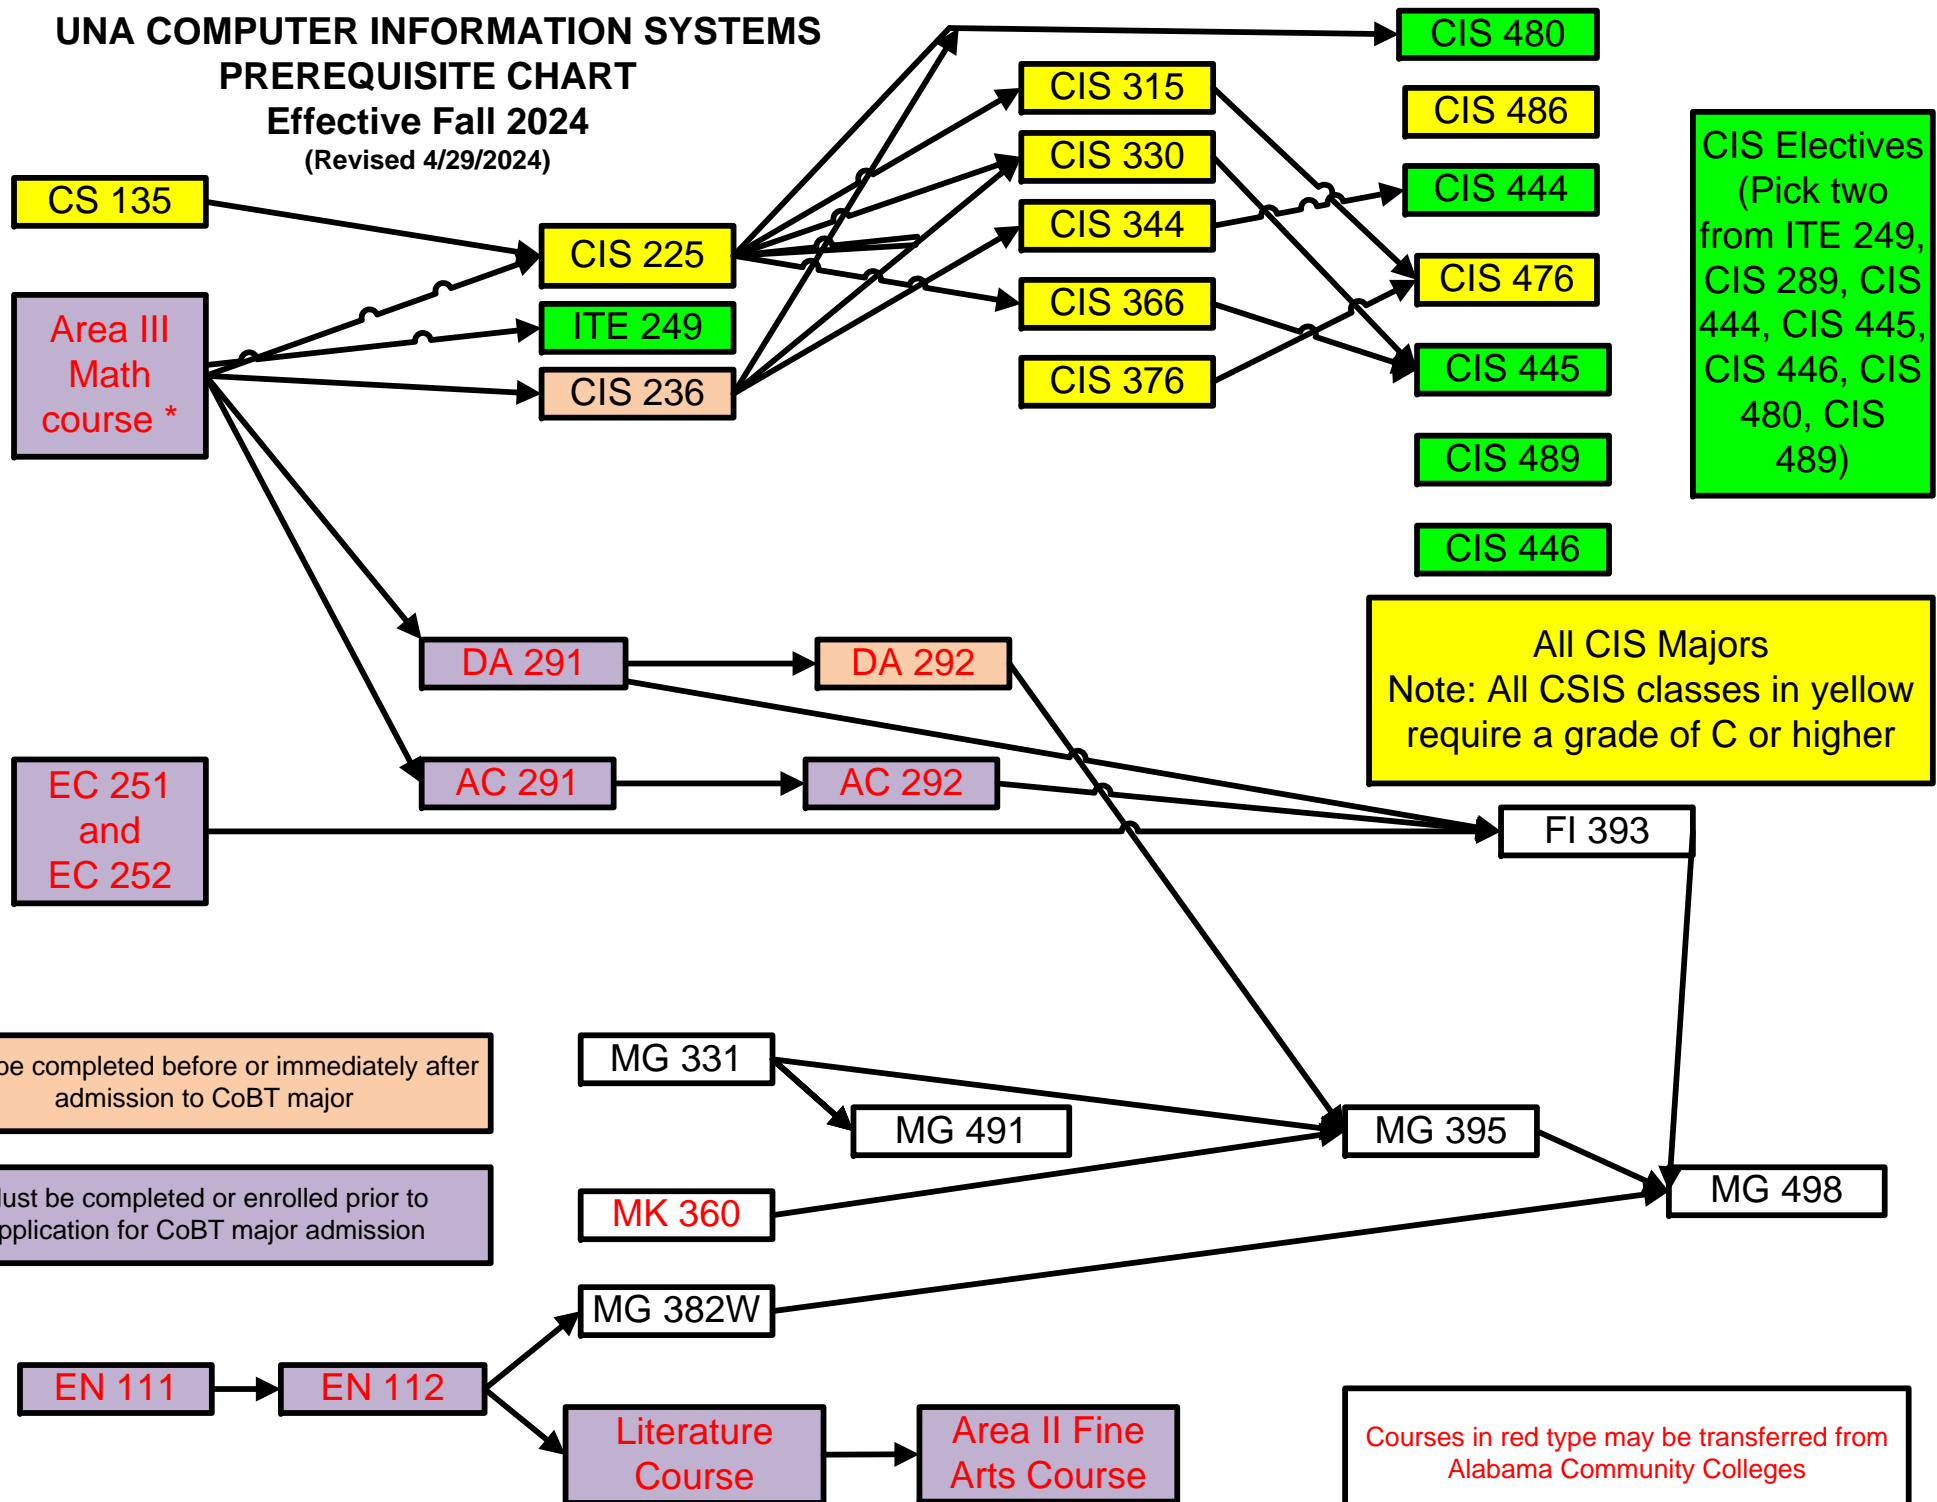 UNA COMPUTER INFORMATION SYSTEMS
PREREQUISITE CHART
Effective Fall 2024
(Revised 4/29/2024)
CIS 480
CIS 315
CIS 486
CIS 330
CS 135
CIS 444
CIS 344
CIS 225
CIS 476
CIS 366
ITE 249
CIS 376
CIS 445
CIS 236
Area III
Math
course *
CIS 489
CIS 446
CIS Electives
(Pick two
from ITE 249,
CIS 289, CIS
444, CIS 445,
CIS 446, CIS
480, CIS
489)
DA 291
DA 292
All CIS Majors
Note: All CSIS classes in yellow
require a grade of C or higher
AC 291
AC 292
EC 251
and
EC 252
FI 393
be completed before or immediately after
admission to CoBT major
MG 331
MG 491
MG 395
ust be completed or enrolled prior to
pplication for CoBT major admission
MK 360
MG 498
MG 382W
EN 111
EN 112
Literature
Course
Area II Fine
Arts Course
Courses in red type may be transferred from
Alabama Community Colleges